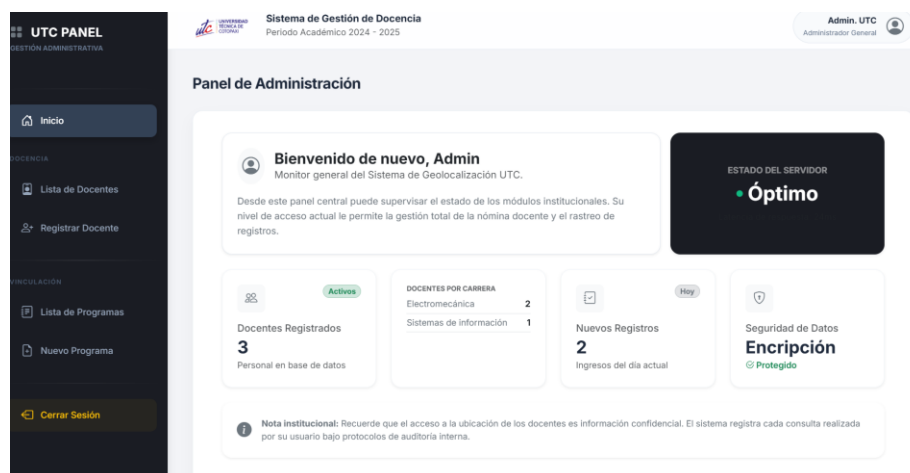 UTC PANEL
GESTIÓN ADMINISTRATIVA
Inicio
DOCENCIA
Lista de Docentes
Registrar Docente
VINCULACIÓN
Lista de Programas
Nuevo Programa
Cerrar Sesión
utc UNIVERSIDAD
TÉCNICA DE
COTOPAXI
Sistema de Gestión de Docencia
Periodo Académico 2024 - 2025
Admin. UTC
Administrador General
Panel de Administración
Bienvenido de nuevo, Admin
Monitor general del Sistema de Geolocalización UTC.
Desde este panel central puede supervisar el estado de los módulos institucionales. Su
nivel de acceso actual le permite la gestión total de la nómina docente y el rastreo de
registros.
ESTADO DEL SERVIDOR
Óptimo
Activos
Docentes Registrados
3
Personal en base de datos
DOCENTES POR CARRERA
Electromecánica 2
Sistemas de información 1
Hoy
Nuevos Registros
2
Ingresos del día actual
Seguridad de Datos
Encripción
Protegido
Nota institucional: Recuerde que el acceso a la ubicación de los docentes es información confidencial. El sistema registra cada consulta realizada
por su usuario bajo protocolos de auditoría interna.